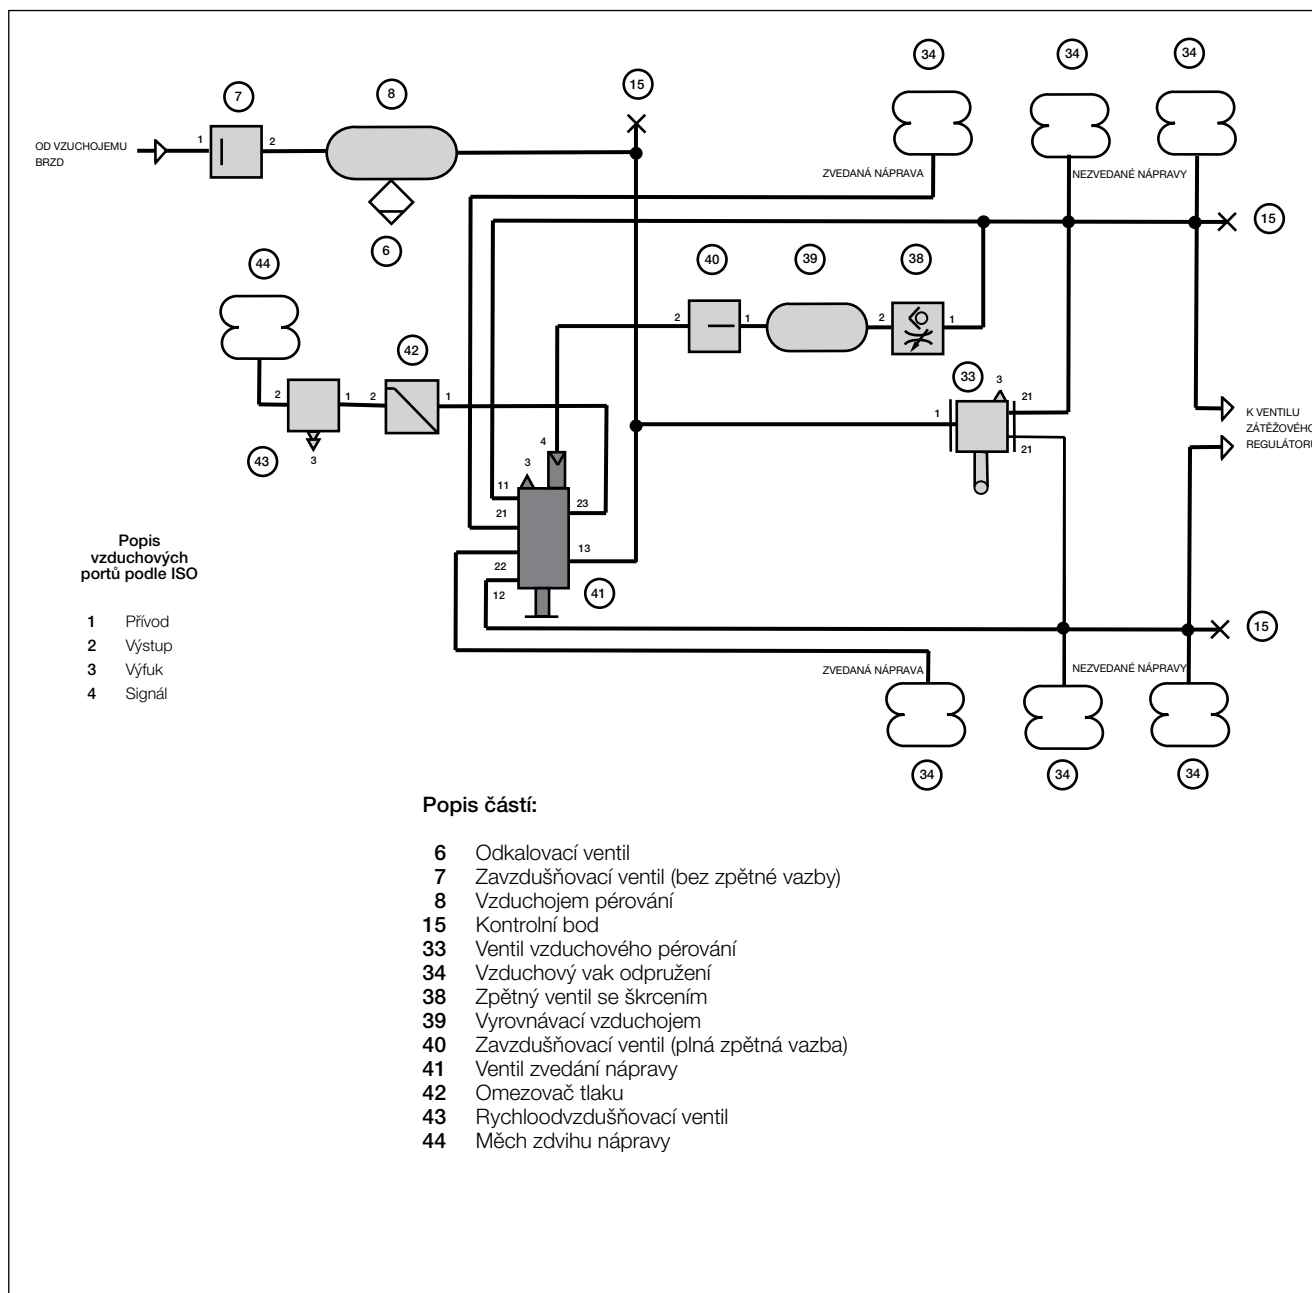 34
34
34
15
8
7
1
2
OD VZUCHOJEMU
BRZD
ZVEDANÁ NÁPRAVA
NEZVEDANÉ NÁPRAVY
15
6
44
40
39
38
2
1
2
1
42
33
3
21
2
1
2
1
1
K VENTILU
ZÁTĚŽOVÉHO
REGULÁTORU
21
43
3
4
3
11
21
23
13
22
12
41
Popis
vzduchových
portů podle ISO
1 Přívod
2 Výstup
3 Výfuk
4 Signál
15
ZVEDANÁ NÁPRAVA
NEZVEDANÉ NÁPRAVY
34
34
34
Popis částí:
6 Odkalovací ventil
7 Zavzdušňovací ventil (bez zpětné vazby)
8 Vzduchojem pérování
15 Kontrolní bod
33 Ventil vzduchového pérování
34 Vzduchový vak odpružení
38 Zpětný ventil se škrcením
39 Vyrovnávací vzduchojem
40 Zavzdušňovací ventil (plná zpětná vazba)
41 Ventil zvedání nápravy
42 Omezovač tlaku
43 Rychloodvzdušňovací ventil
44 Měch zdvihu nápravy